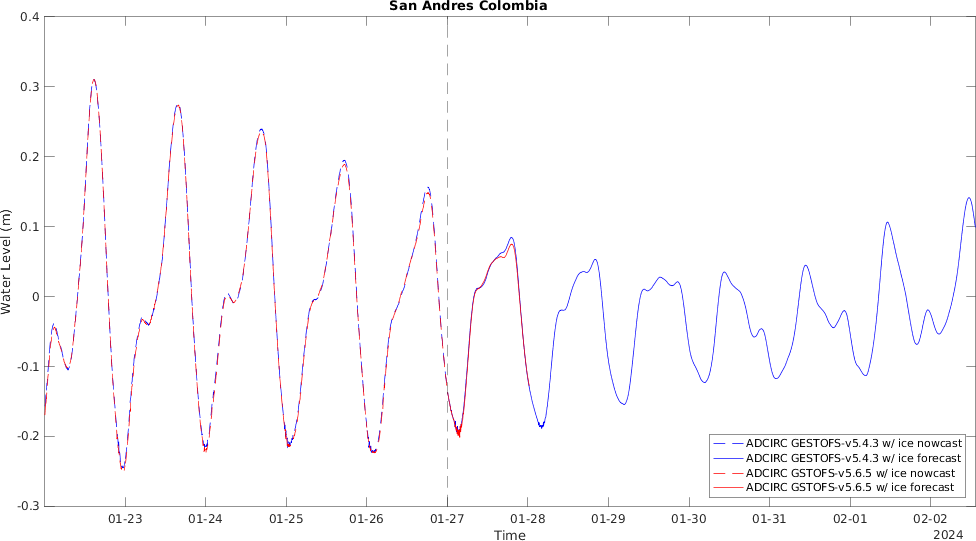 San Andres Colombia
0.4
0.3
0.2
0.1
0
-0.1
-0.2
-0.3
Water Level (m)
01-23 01-24 01-25 01-26 01-27 01-28 01-29 01-30 01-31 02-01 02-02
Time
2024
ADCIRC GESTOFS-v5.4.3 w/ ice nowcast
ADCIRC GESTOFS-v5.4.3 w/ ice forecast
ADCIRC GSTOFS-v5.6.5 w/ ice nowcast
ADCIRC GSTOFS-v5.6.5 w/ ice forecast